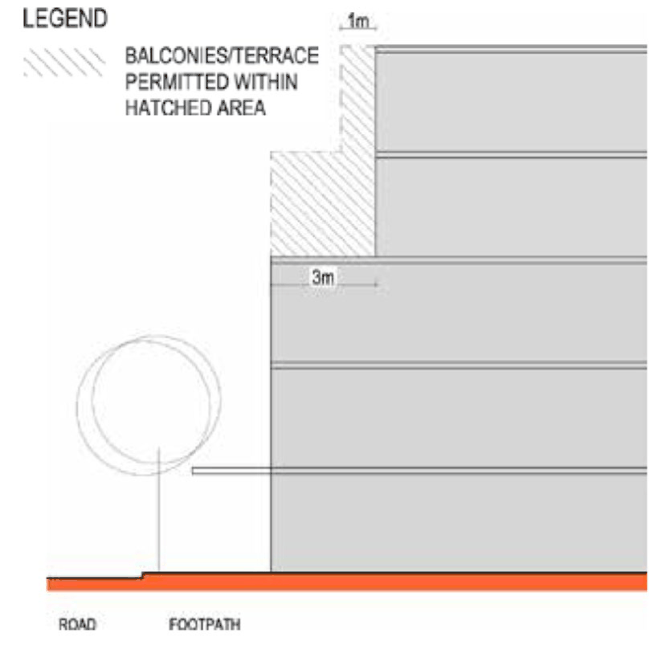 LEGEND
BALCONIES/TERRACE
PERMITTED WITHIN
HATCHED AREA
1m
3m
ROAD
FOOTPATH